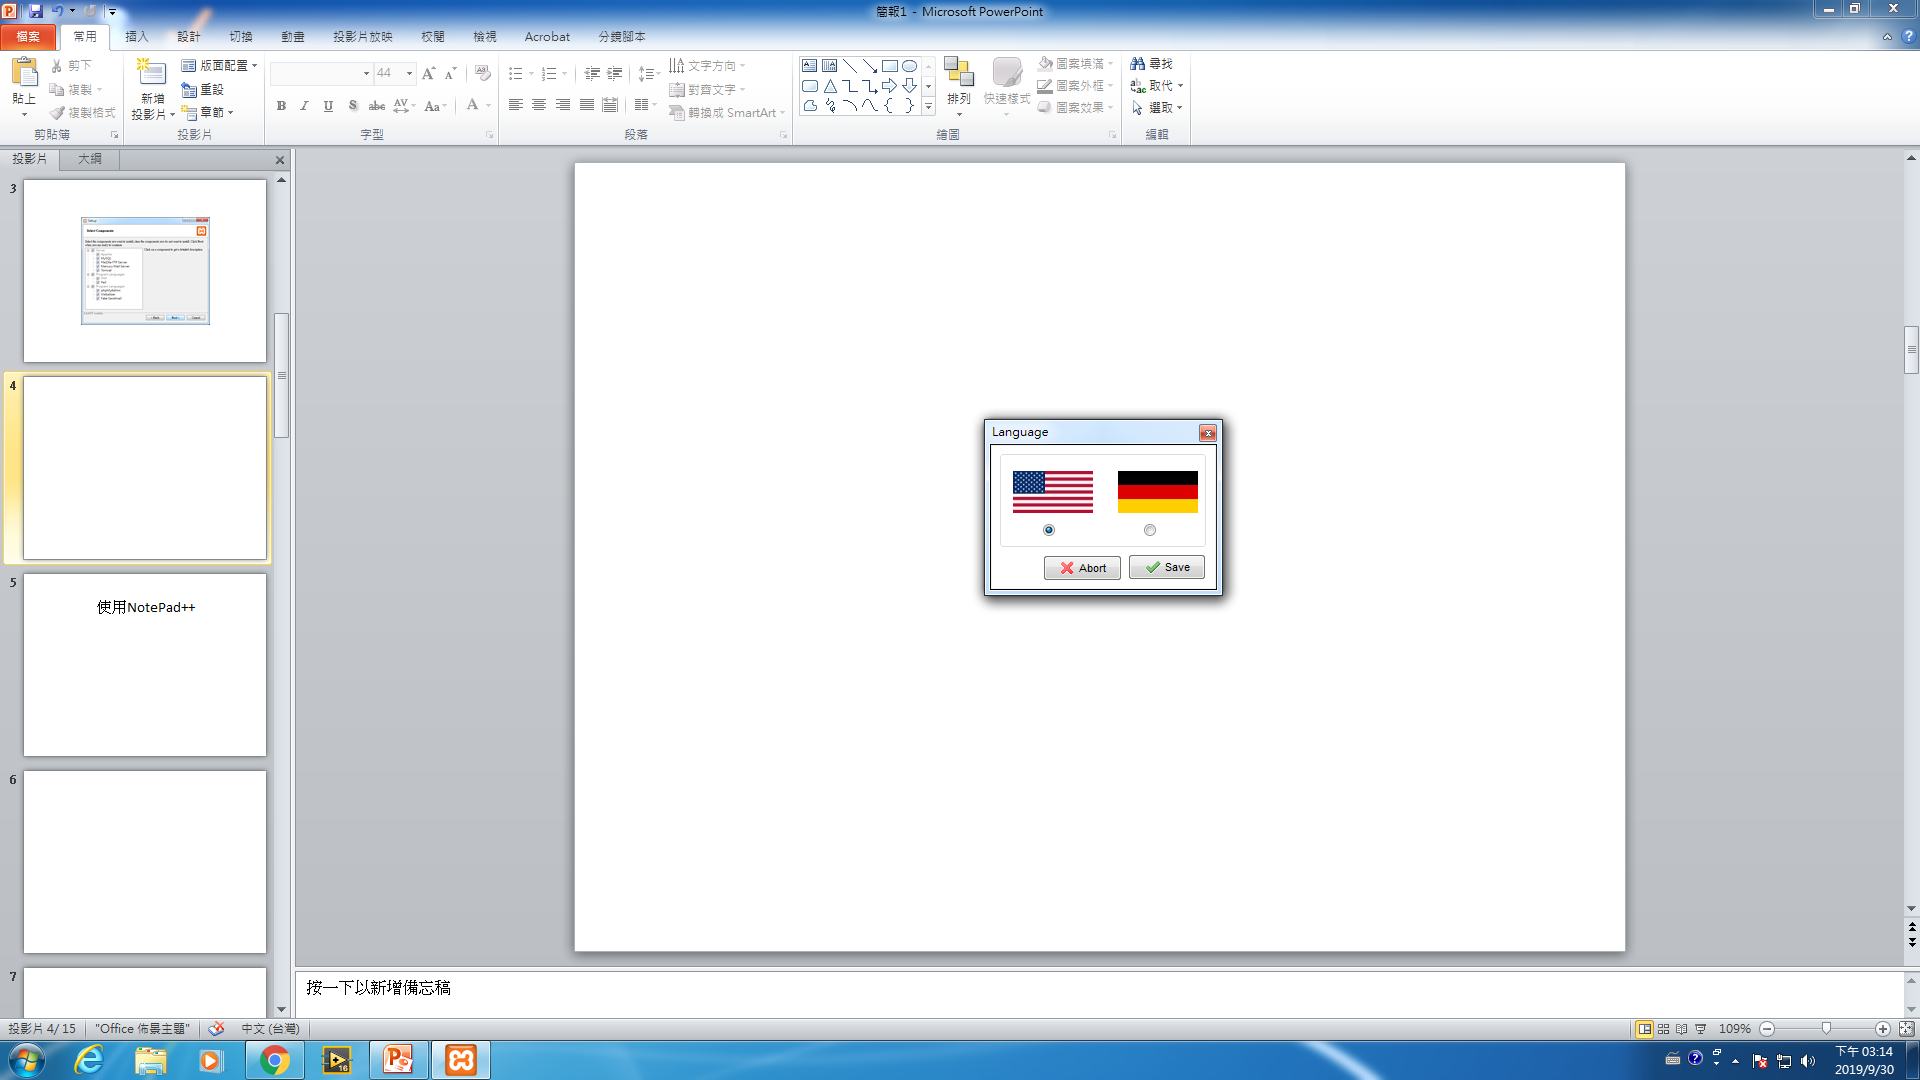 簡報1 - Microsoft PowerPoint
檔案 常用 插入 設計 切換 動畫 投影片放映 校閱 檢視 Acrobat 分鏡腳本
貼上
剪下
複製
複製格式
剪貼簿
新增
投影片
版面配置
重設
章節
投影片
44
字型
文字方向
對齊文字
轉換成 SmartArt
段落
排列
快速樣式
圖案填滿
圖案外框
圖案效果
繪圖
尋找
取代
選取
編輯
投影片 大綱
3
Select Components
4
5
使用NotePad++
6
7
Language
Abort
Save
按一下以新增備忘稿
投影片 4/ 15 "Office 佈景主題" 中文 (台灣)
109%
16
下午 03:14
2019/9/30